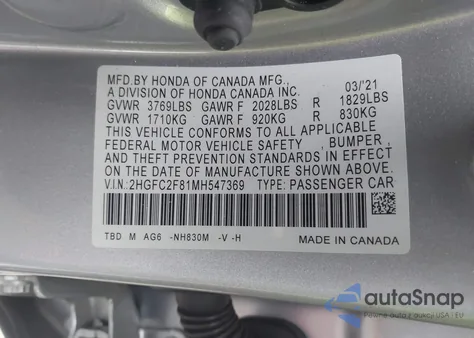 MFD.BY HONDA OF CANADA MFG., 03/'21
A DIVISION OF HONDA CANADA INC.
GVWR 3769LBS GAWR F 2028LBS R 1829LBS
GVWR 1710KG GAWR F 920KG R 830KG
THIS VEHICLE CONFORMS TO ALL APPLICABLE
FEDERAL MOTOR VEHICLE SAFETY , BUMPER ,
AND THEFT PREVENTION STANDARDS IN EFFECT
ON THE DATE OF MANUFACTURE SHOWN ABOVE.
V.I.N.:2HGFC2F81MH547369 TYPE: PASSENGER CAR
TBD M AG6 -NH830M -V -H MADE IN CANADA
autoSnap
USA | EU